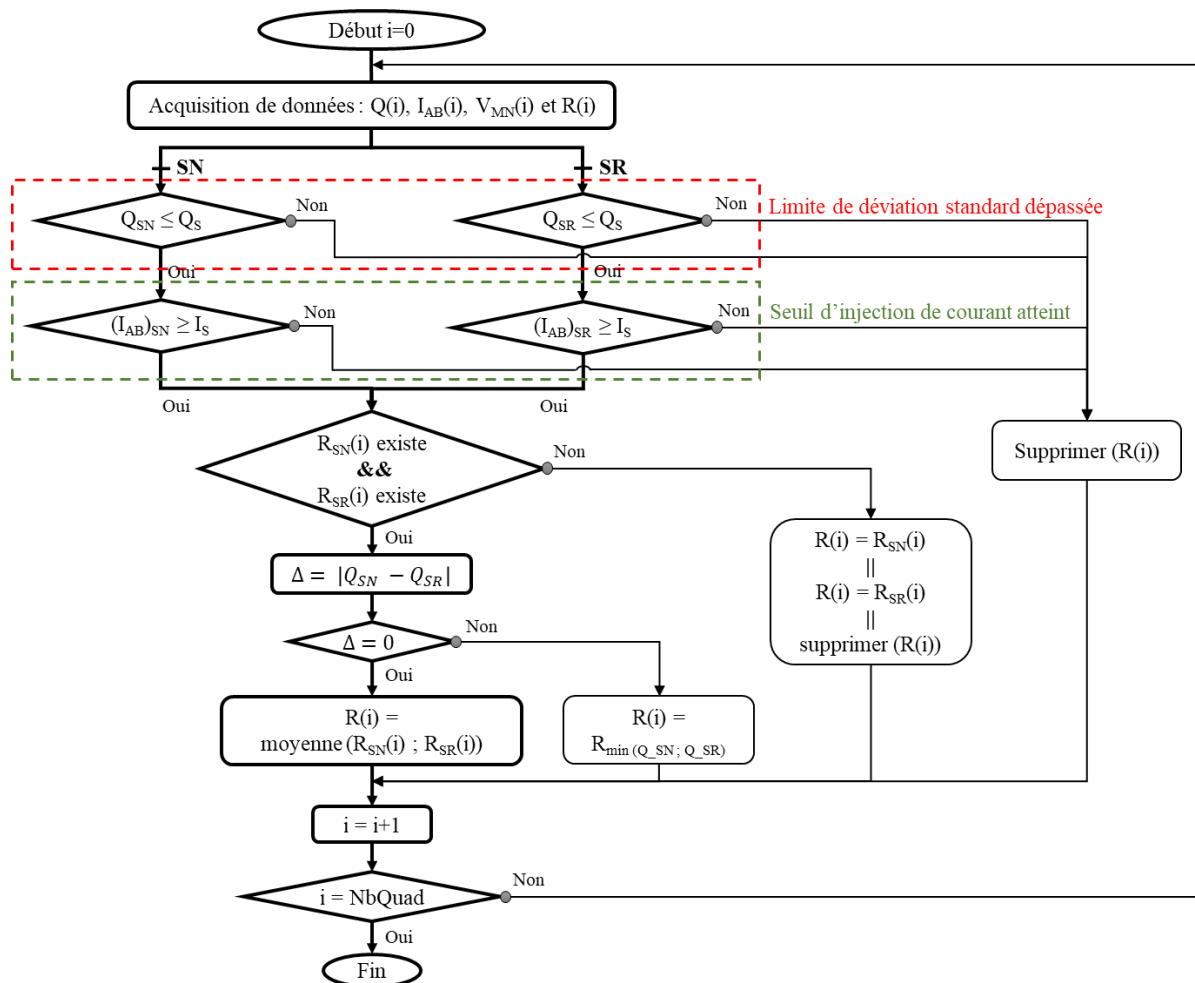 Début i=0
Acquisition de données : Q(i), I_AB(i), V_MN(i) et R(i)
SN
SR
Q_SN ≤ Q_S
Non
Q_SR ≤ Q_S
Non
Limite de déviation standard dépassée
Oui
Oui
(I_AB)_SN ≥ I_S
Non
(I_AB)_SR ≥ I_S
Non
Seuil d'injection de courant atteint
Oui
Oui
R_SN(i) existe
&&
R_SR(i) existe
Non
Supprimer (R(i))
Oui
Δ = |Q_SN − Q_SR|
R(i) = R_SN(i)
||
R(i) = R_SR(i)
||
supprimer (R(i))
Δ = 0
Non
Oui
R(i) =
moyenne (R_SN(i) ; R_SR(i))
R(i) =
R_min (Q_SN ; Q_SR)
i = i+1
i = NbQuad
Non
Oui
Fin